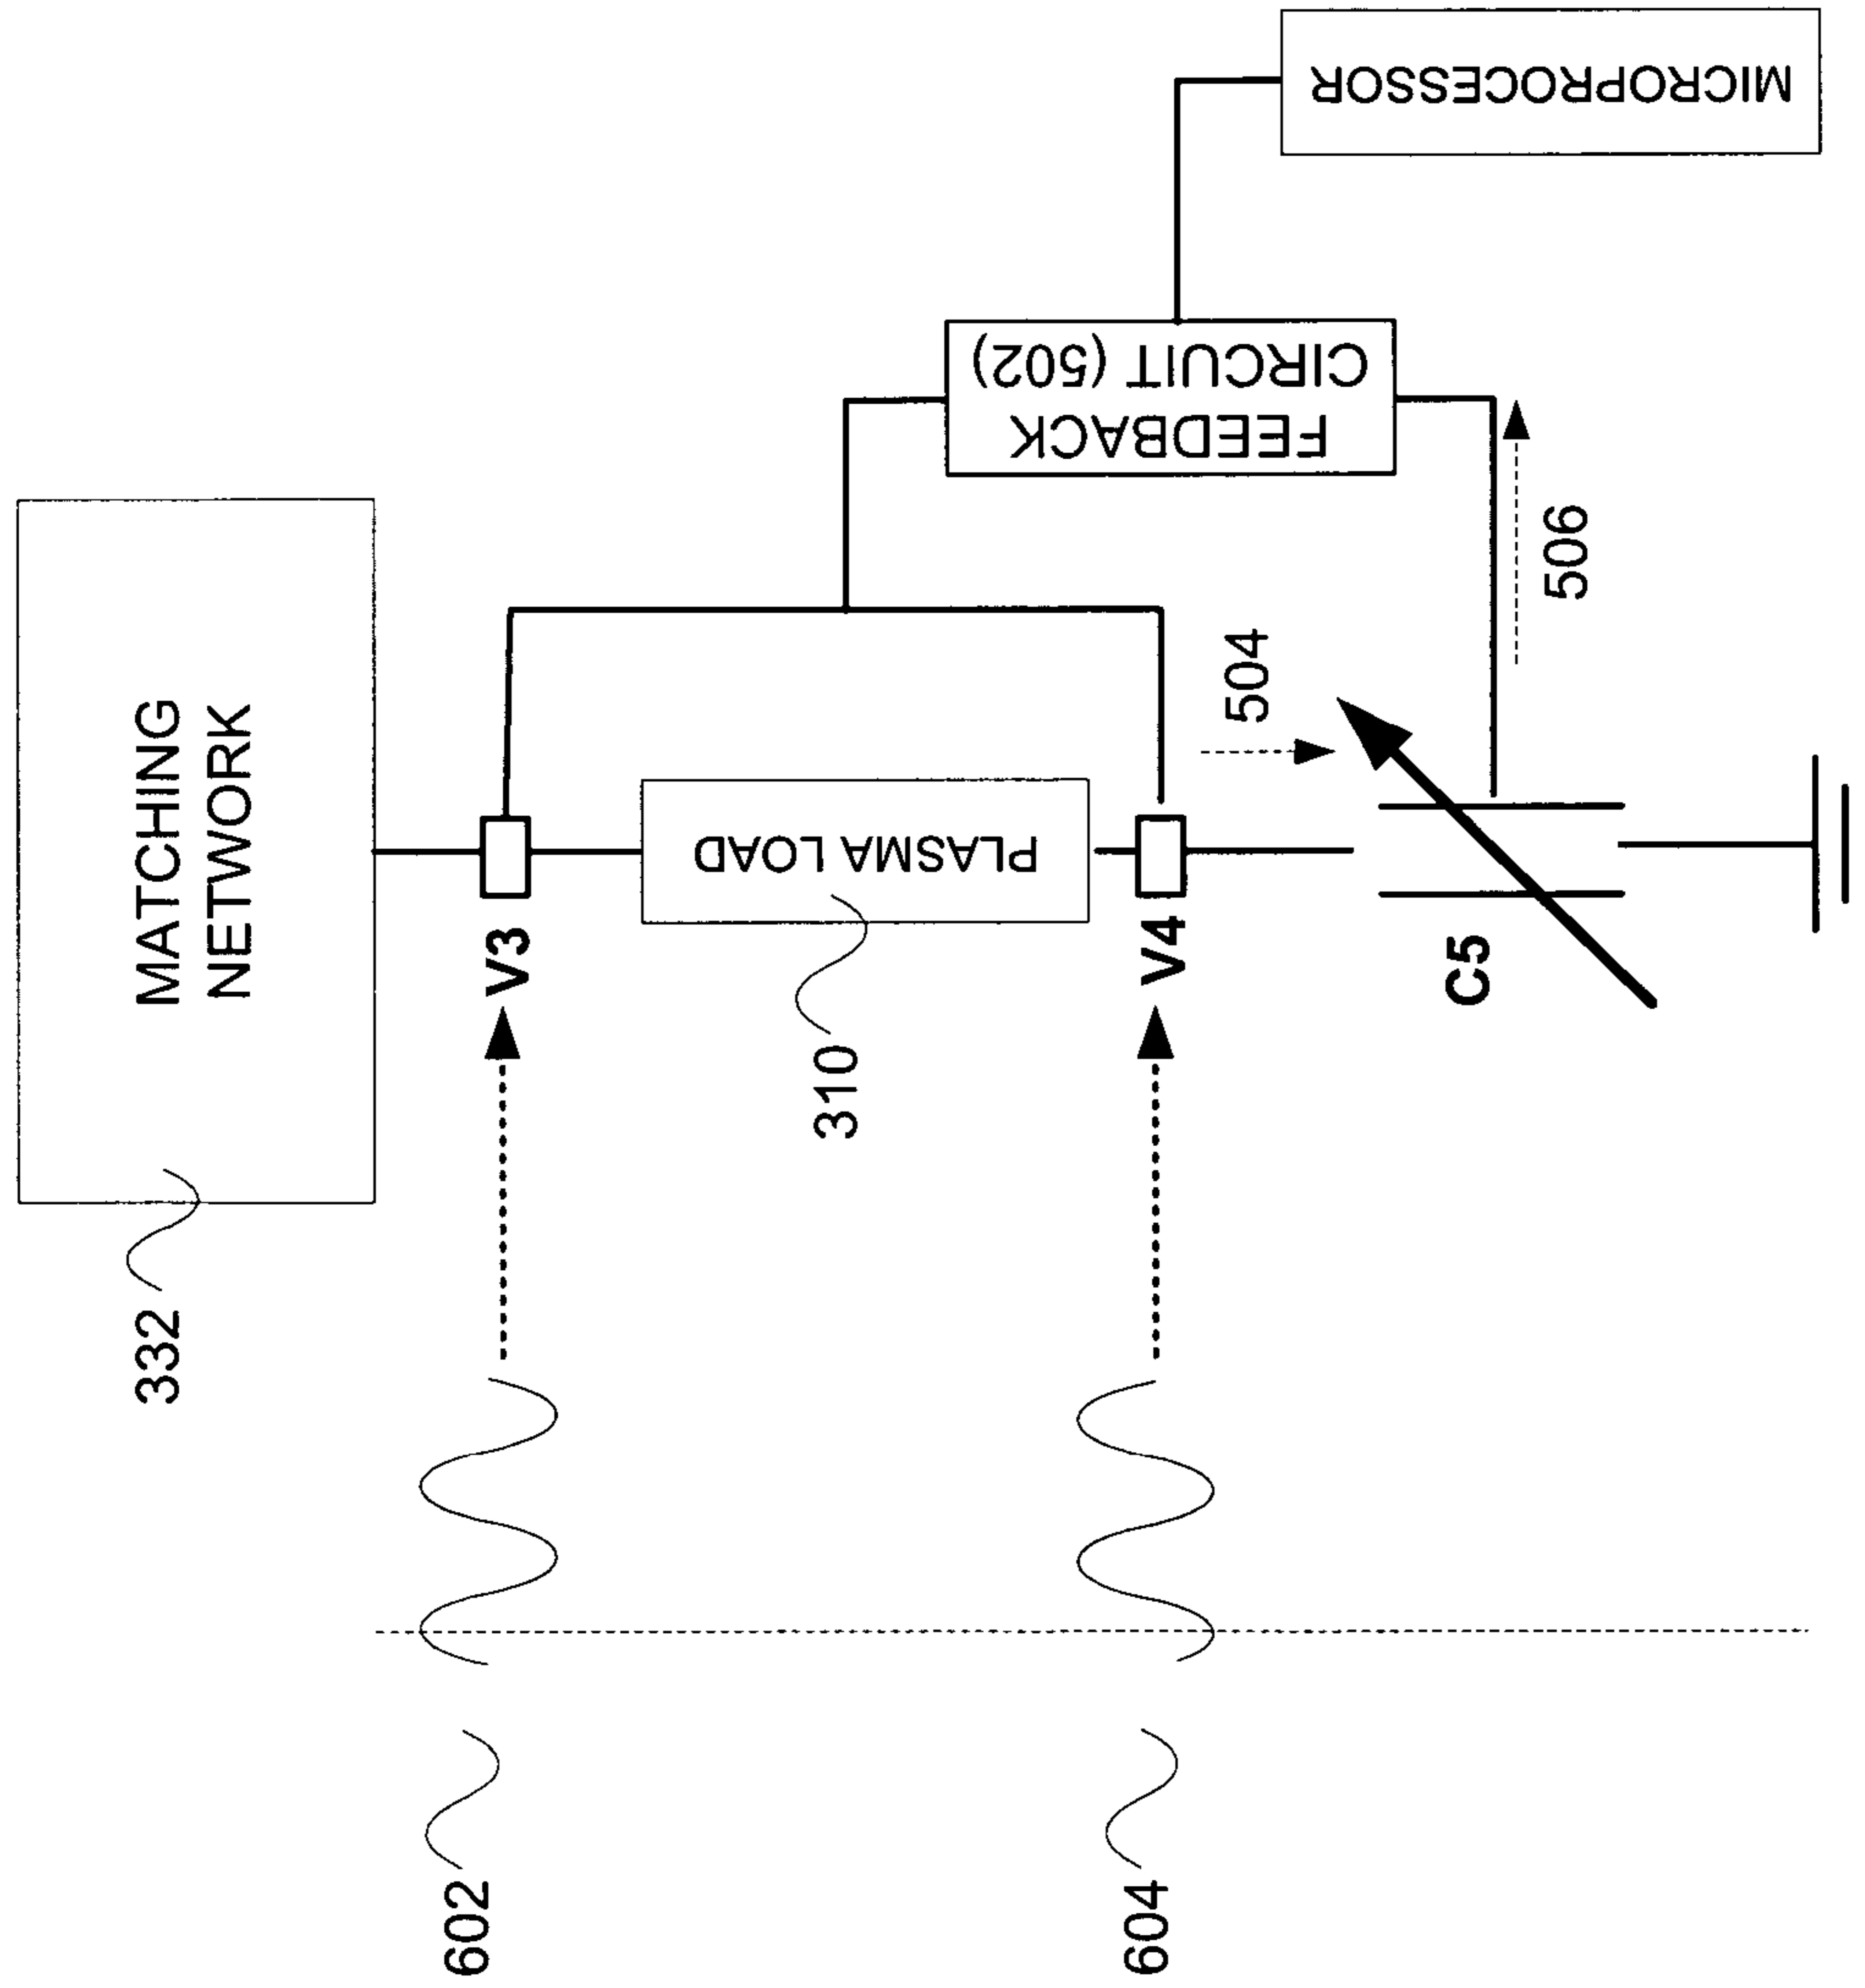 MATCHING
NETWORK
332
V3
PLASMA LOAD
310
V4
C5
504
506
FEEDBACK
CIRCUIT (502)
MICROPROCESSOR
602
604